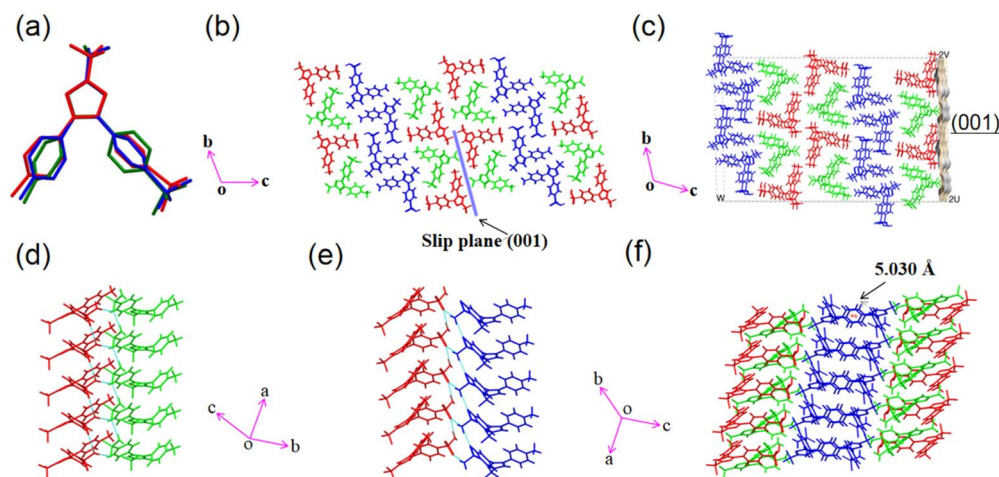 (a)
(b)
(c)
2V
(001)
W
2U
b
o
c
b
o
c
Slip plane (001)
(d)
(e)
(f)
5.030 Å
c
a
o
b
b
o
c
a